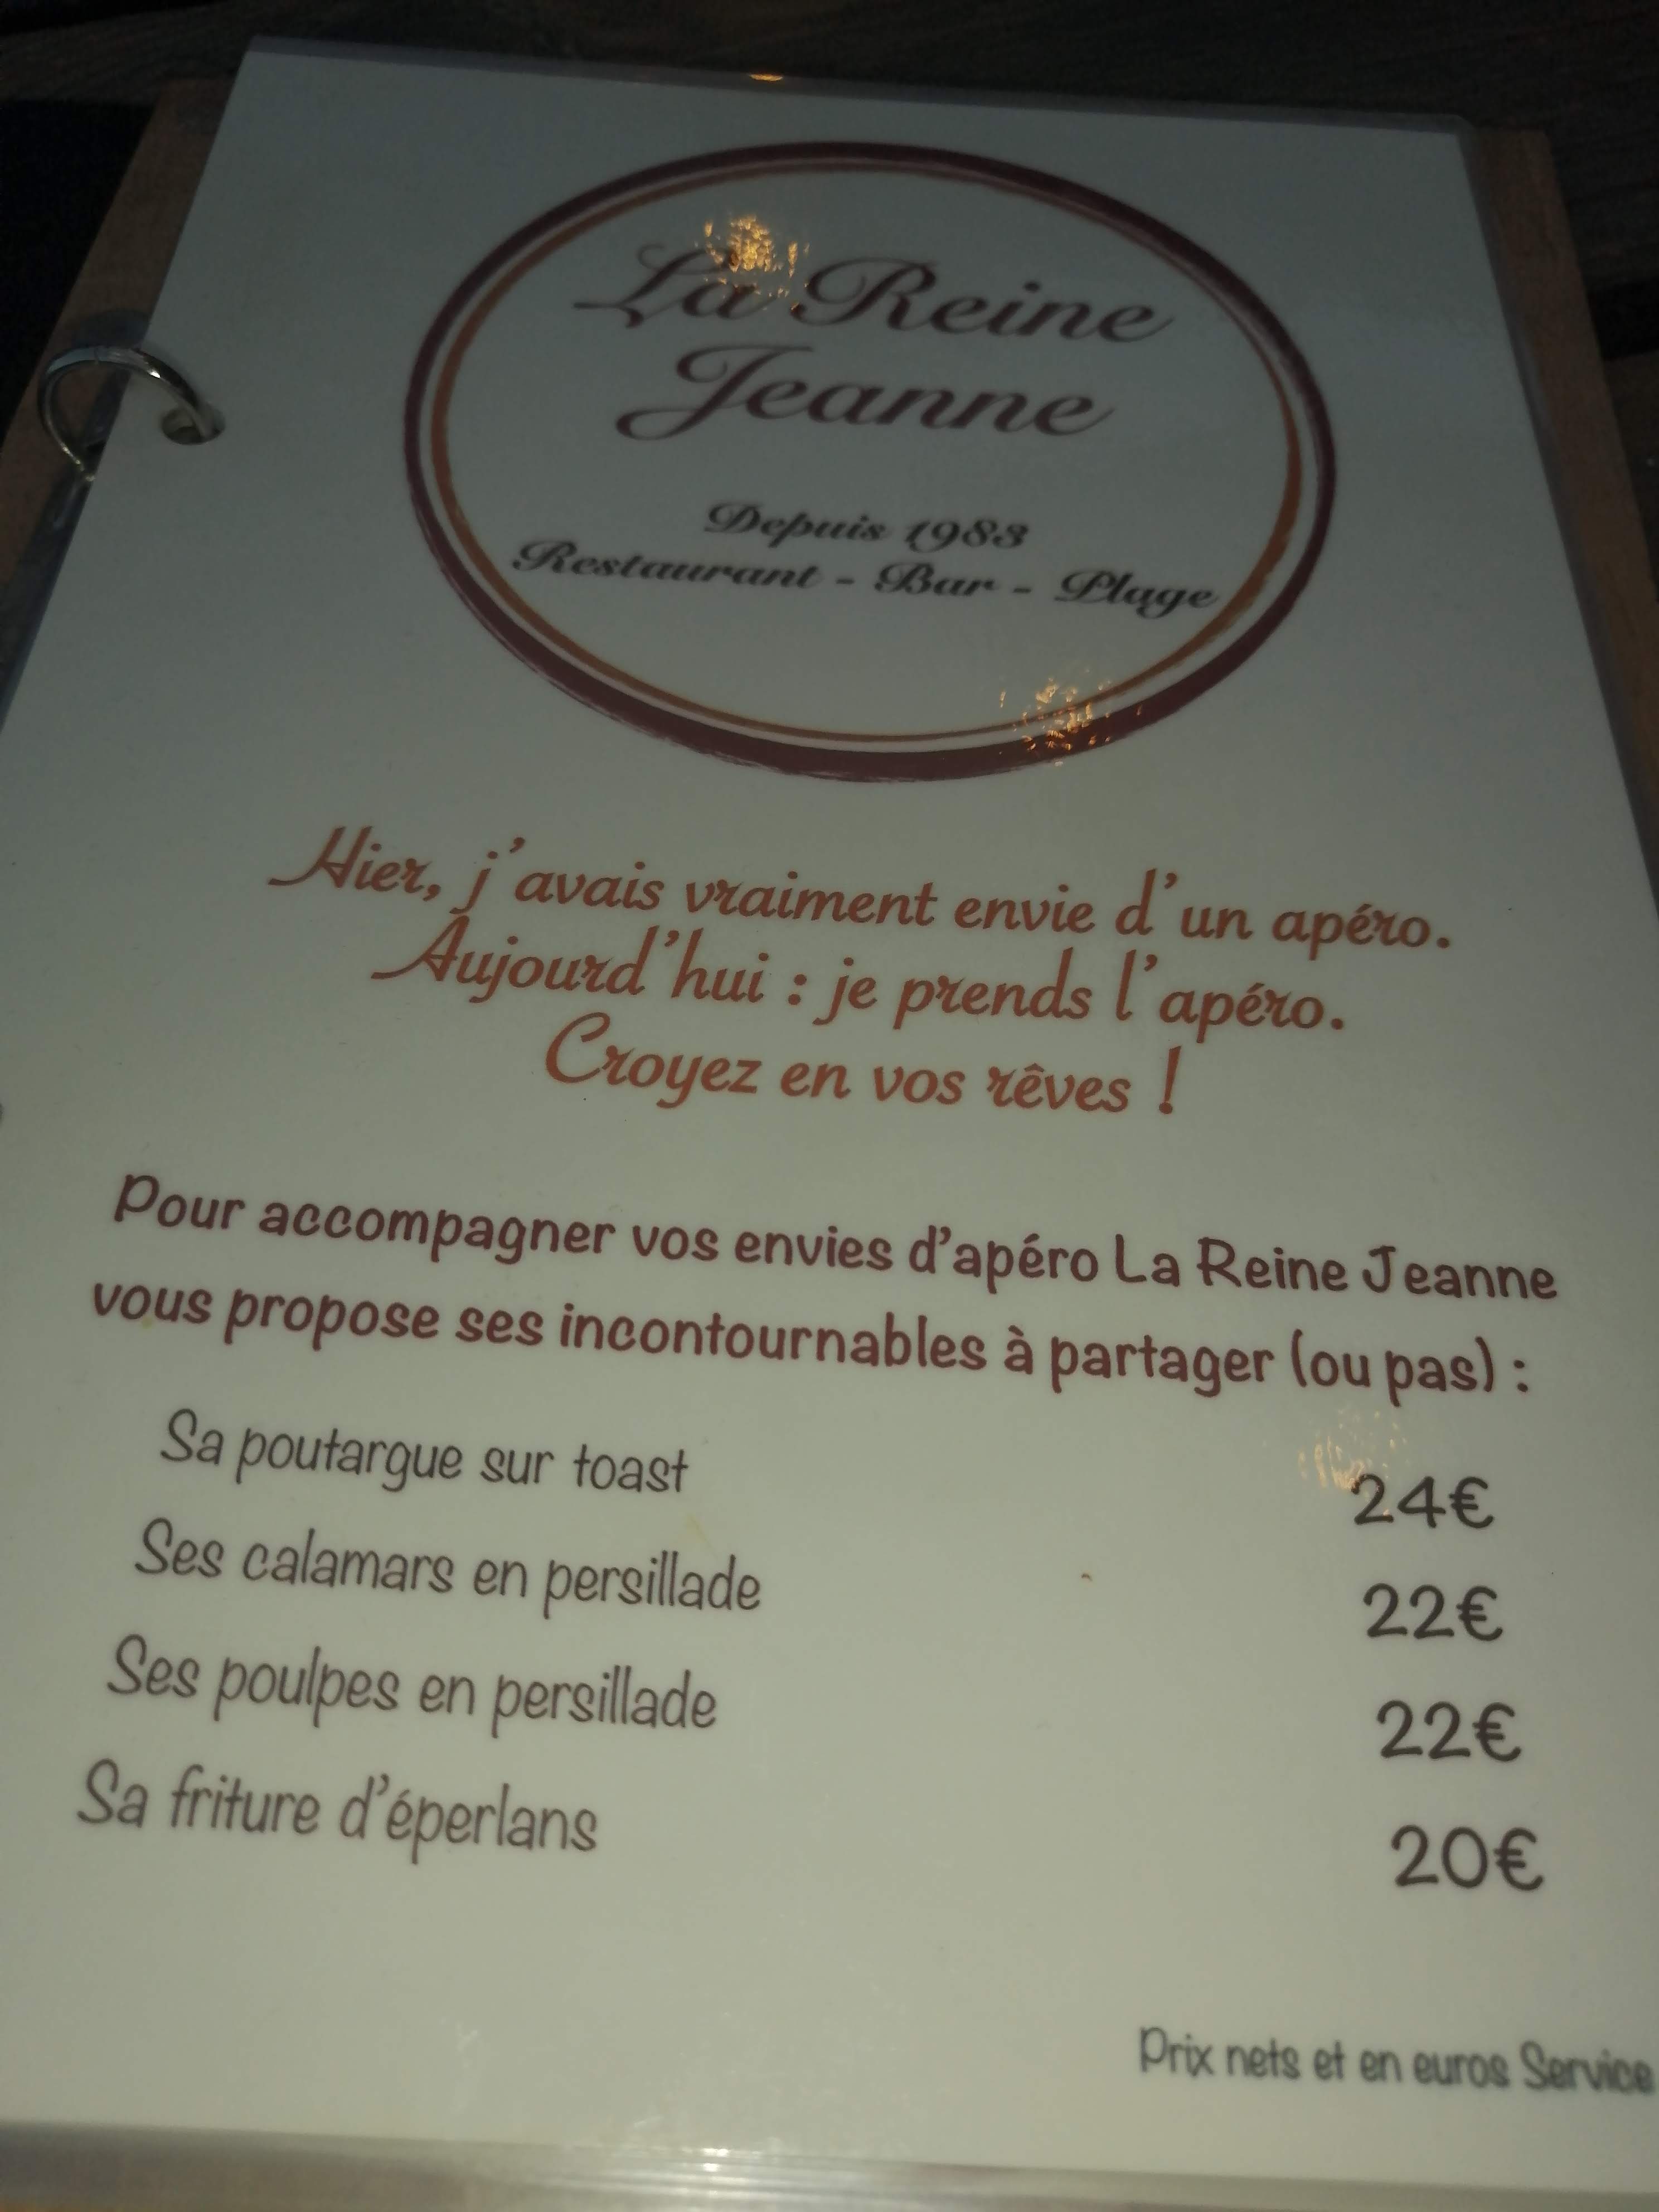 La Reine
Jeanne
Depuis 1983
Restaurant - Bar - Plage
Hier, j'avais vraiment envie d'un apéro.
Aujourd'hui : je prends l'apéro.
Croyez en vos rêves !
Pour accompagner vos envies d'apéro La Reine Jeanne
vous propose ses incontournables à partager (ou pas) :
Sa poutargue sur toast 24€
Ses calamars en persillade 22€
Ses poulpes en persillade 22€
Sa friture d'éperlans 20€
Prix nets et en euros Service